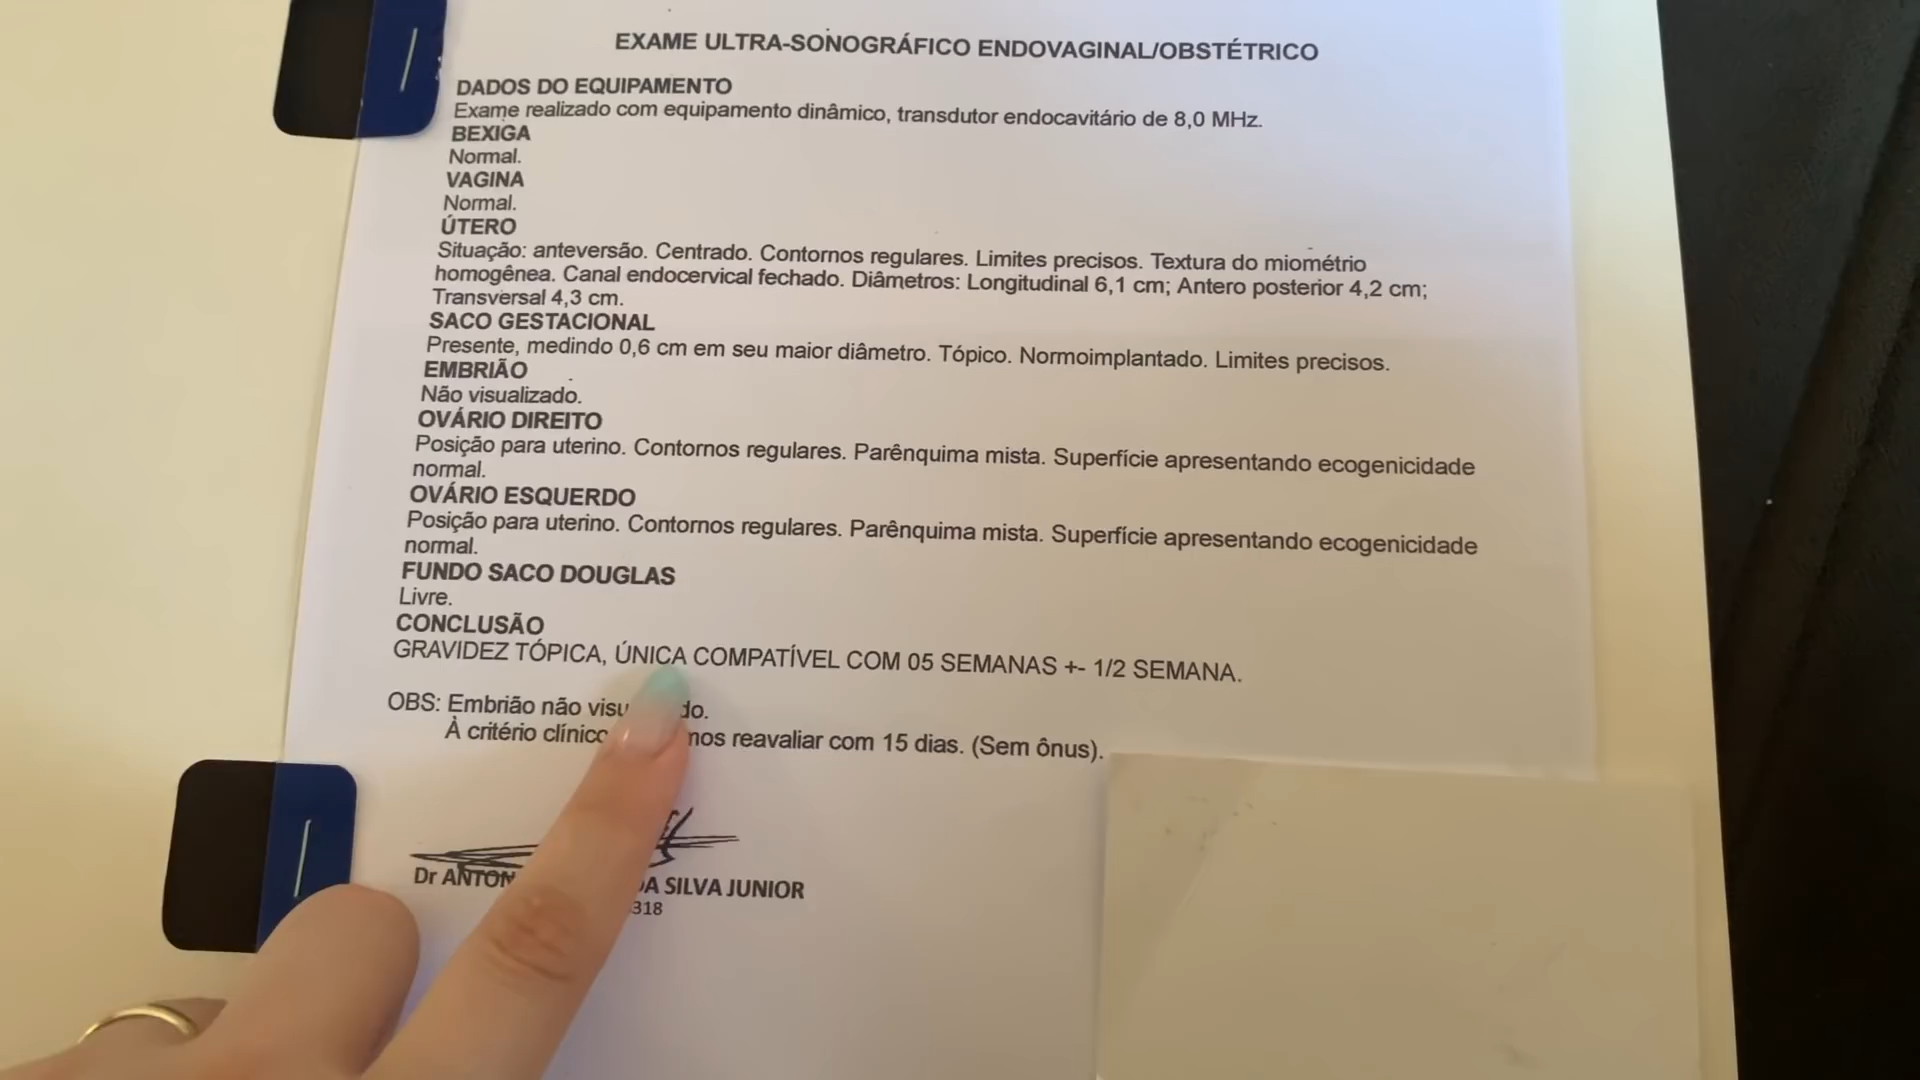 EXAME ULTRA-SONOGRÁFICO ENDOVAGINAL/OBSTÉTRICO
DADOS DO EQUIPAMENTO
Exame realizado com equipamento dinâmico, transdutor endocavitário de 8,0 MHz.
BEXIGA
Normal.
VAGINA
Normal.
ÚTERO
Situação: anteversão. Centrado. Contornos regulares. Limites precisos. Textura do miométrio
homogênea. Canal endocervical fechado. Diâmetros: Longitudinal 6,1 cm; Antero posterior 4,2 cm;
Transversal 4,3 cm.
SACO GESTACIONAL
Presente, medindo 0,6 cm em seu maior diâmetro. Tópico. Normoimplantado. Limites precisos.
EMBRIÃO
Não visualizado.
OVÁRIO DIREITO
Posição para uterino. Contornos regulares. Parênquima mista. Superfície apresentando ecogenicidade
normal.
OVÁRIO ESQUERDO
Posição para uterino. Contornos regulares. Parênquima mista. Superfície apresentando ecogenicidade
normal.
FUNDO SACO DOUGLAS
Livre.
CONCLUSÃO
GRAVIDEZ TÓPICA, ÚNICA COMPATÍVEL COM 05 SEMANAS +- 1/2 SEMANA.
OBS: Embrião não
À critério reavaliar com 15 dias. (Sem ônus).
Dr SILVA JUNIOR